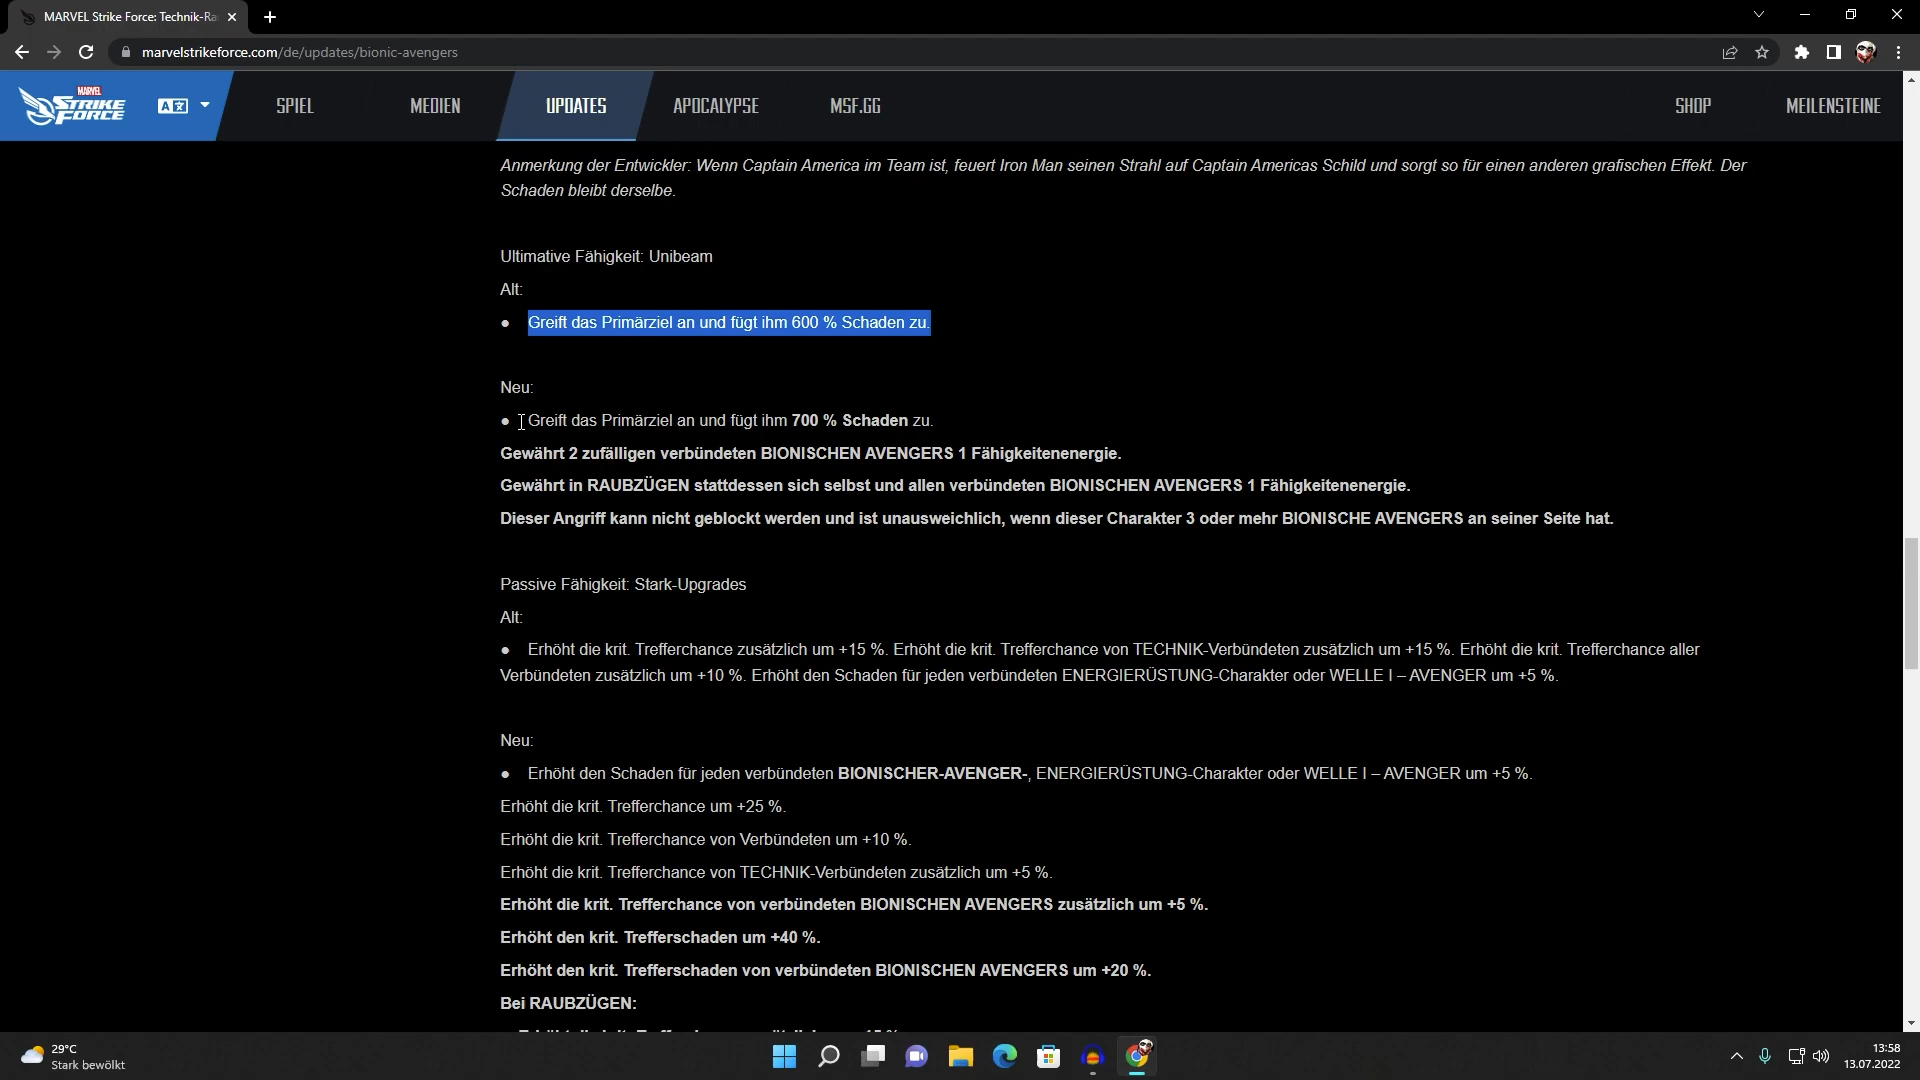 MARVEL Strike Force: Technik-Ra
marvelstrikeforce.com/de/updates/bionic-avengers
MARVEL
STRIKE
FORCE
SPIEL
MEDIEN
UPDATES
APOCALYPSE
MSF.GG
SHOP
MEILENSTEINE
Anmerkung der Entwickler: Wenn Captain America im Team ist, feuert Iron Man seinen Strahl auf Captain Americas Schild und sorgt so für einen anderen grafischen Effekt. Der
Schaden bleibt derselbe.
Ultimative Fähigkeit: Unibeam
Alt:
● Greift das Primärziel an und fügt ihm 600 % Schaden zu.
Neu:
● Greift das Primärziel an und fügt ihm 700 % Schaden zu.
Gewährt 2 zufälligen verbündeten BIONISCHEN AVENGERS 1 Fähigkeitenenergie.
Gewährt in RAUBZÜGEN stattdessen sich selbst und allen verbündeten BIONISCHEN AVENGERS 1 Fähigkeitenenergie.
Dieser Angriff kann nicht geblockt werden und ist unausweichlich, wenn dieser Charakter 3 oder mehr BIONISCHE AVENGERS an seiner Seite hat.
Passive Fähigkeit: Stark-Upgrades
Alt:
● Erhöht die krit. Trefferchance zusätzlich um +15 %. Erhöht die krit. Trefferchance von TECHNIK-Verbündeten zusätzlich um +15 %. Erhöht die krit. Trefferchance aller
Verbündeten zusätzlich um +10 %. Erhöht den Schaden für jeden verbündeten ENERGIERÜSTUNG-Charakter oder WELLE I – AVENGER um +5 %.
Neu:
● Erhöht den Schaden für jeden verbündeten BIONISCHER-AVENGER-, ENERGIERÜSTUNG-Charakter oder WELLE I – AVENGER um +5 %.
Erhöht die krit. Trefferchance um +25 %.
Erhöht die krit. Trefferchance von Verbündeten um +10 %.
Erhöht die krit. Trefferchance von TECHNIK-Verbündeten zusätzlich um +5 %.
Erhöht die krit. Trefferchance von verbündeten BIONISCHEN AVENGERS zusätzlich um +5 %.
Erhöht den krit. Trefferschaden um +40 %.
Erhöht den krit. Trefferschaden von verbündeten BIONISCHEN AVENGERS um +20 %.
Bei RAUBZÜGEN:
29°C
Stark bewölkt
13:58
13.07.2022